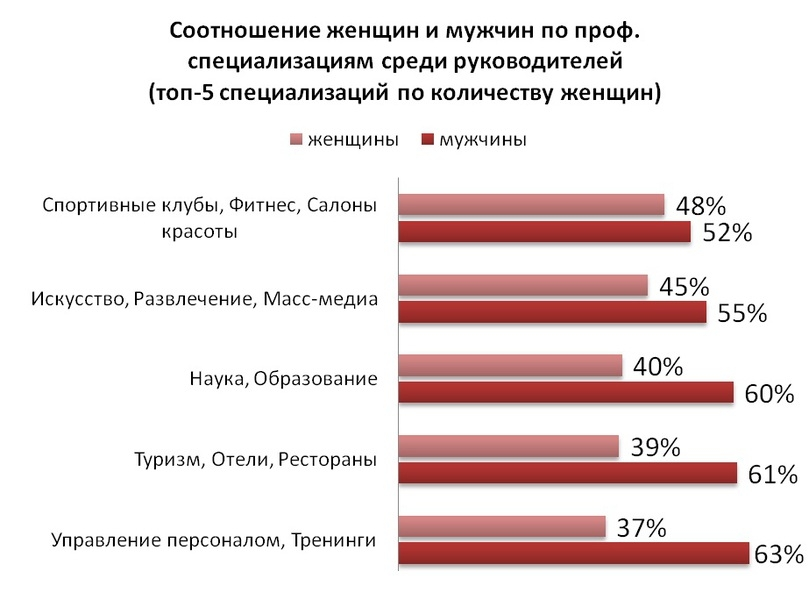 Соотношение женщин и мужчин по проф.
специализациям среди руководителей
(топ-5 специализаций по количеству женщин)
женщины мужчины
Спортивные клубы, Фитнес, Салоны
красоты
48%
52%
Искусство, Развлечение, Масс-медиа
45%
55%
Наука, Образование
40%
60%
Туризм, Отели, Рестораны
39%
61%
Управление персоналом, Тренинги
37%
63%